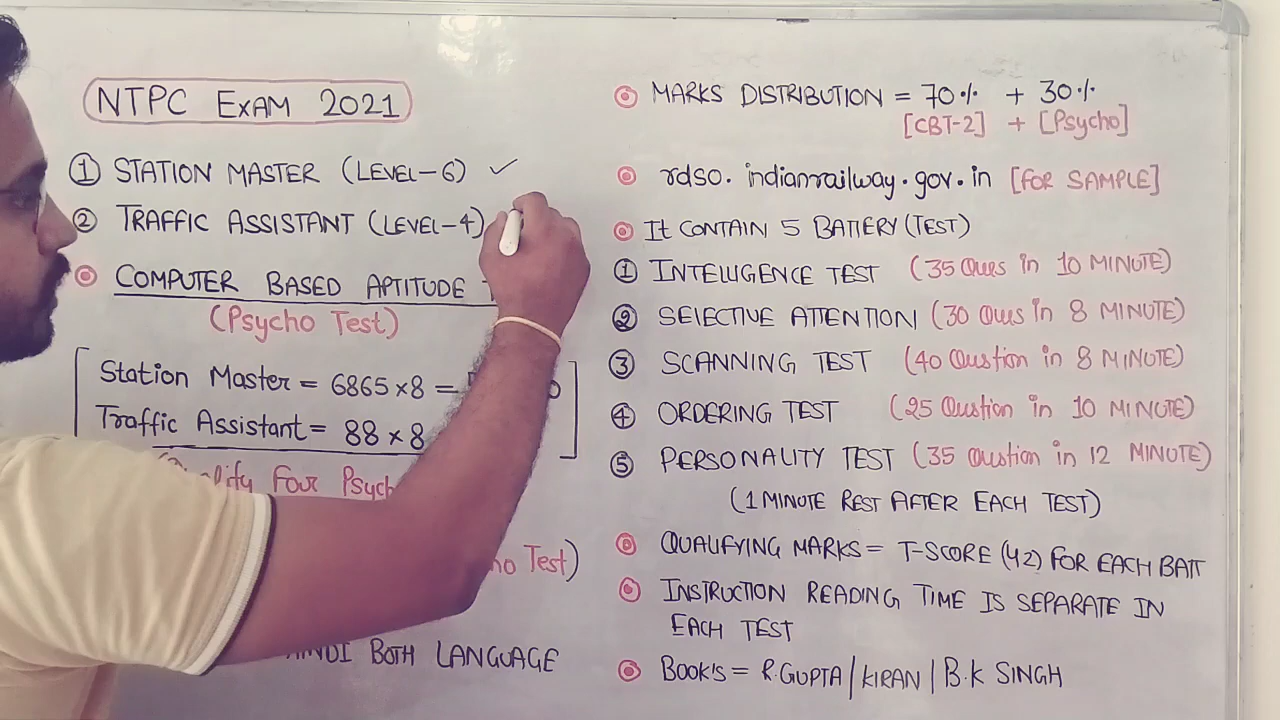 NTPC EXAM 2021
① STATION MASTER (LEVEL-6) ✓
② TRAFFIC ASSISTANT (LEVEL-4)
COMPUTER BASED APTITUDE
(Psycho Test)
Station Master = 6865 × 8 =
Traffic Assistant = 88 × 8
Four Psych
Test)
BOTH LANGUAGE
MARKS DISTRIBUTION = 70% + 30%
[CBT-2] + [Psycho]
rdso.indianrailway.gov.in [FOR SAMPLE]
It CONTAIN 5 BATTERY (TEST)
① INTELLIGENCE TEST (35 Ques in 10 MINUTE)
② SELECTIVE ATTENTION (30 Ques in 8 MINUTE)
③ SCANNING TEST (40 Qustion in 8 MINUTE)
④ ORDERING TEST (25 Qustion in 10 MINUTE)
⑤ PERSONALITY TEST (35 Qustion in 12 MINUTE)
(1 MINUTE REST AFTER EACH TEST)
QUALIFYING MARKS = T-SCORE (42) FOR EACH BATT
INSTRUCTION READING TIME IS SEPARATE IN
EACH TEST
BOOK'S = R.GUPTA / KIRAN / B.K SINGH